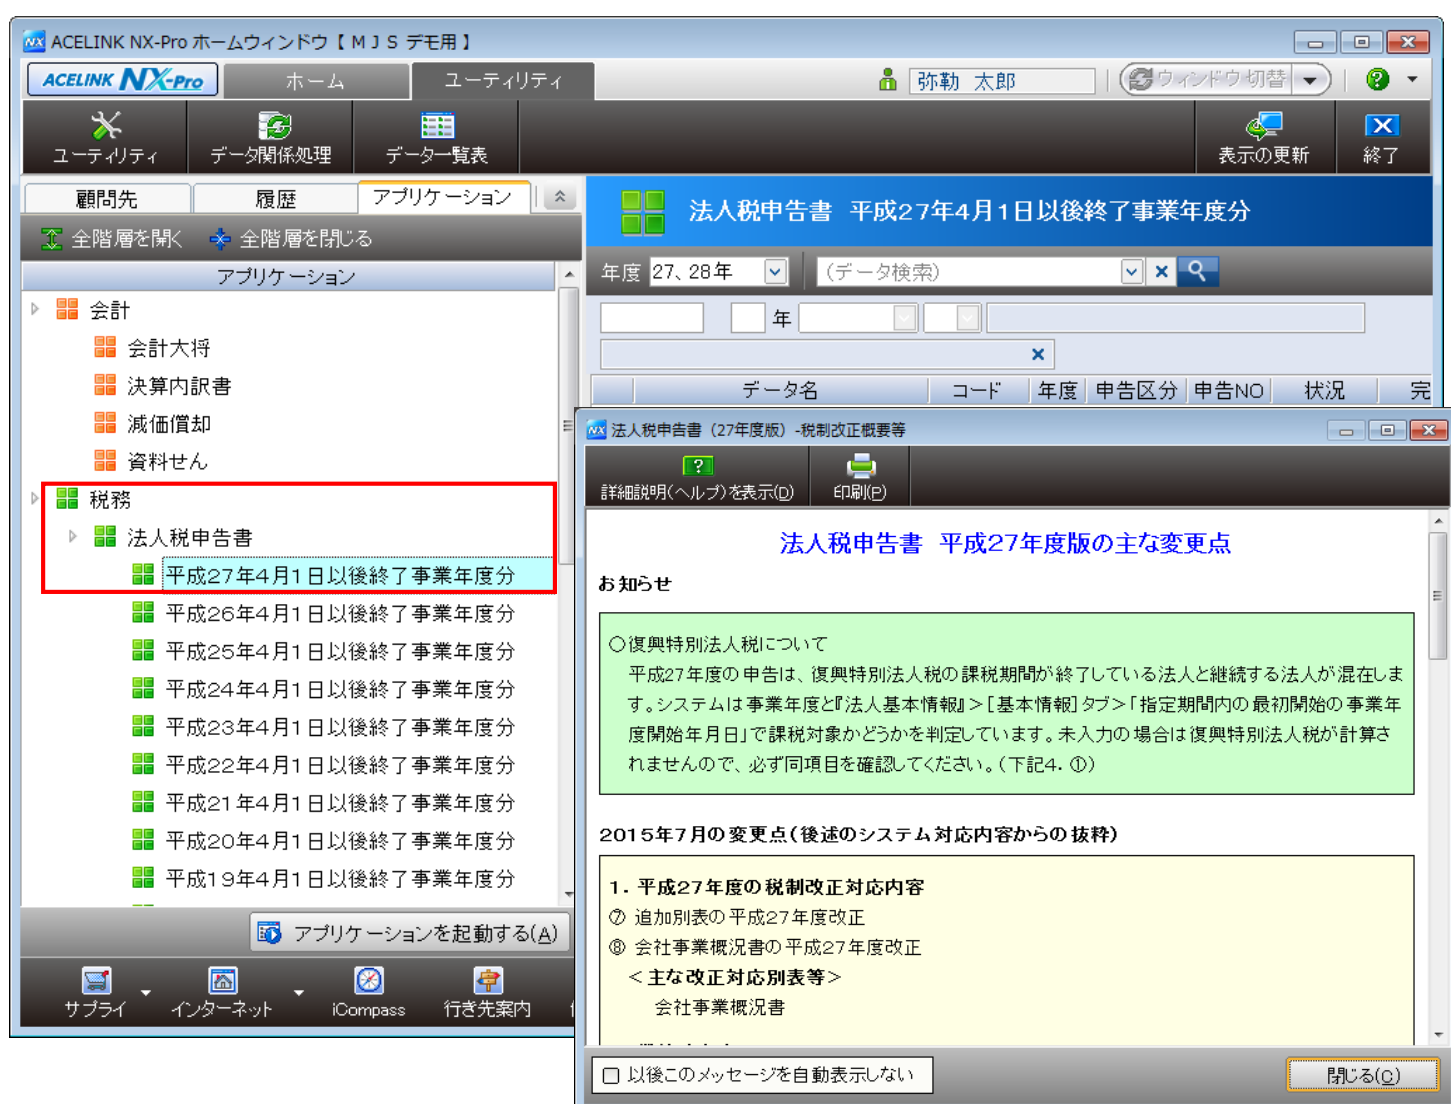 ACELINK NX-Pro ホームウィンドウ【ＭＪＳ デモ用】
ACELINK NX-Pro ホーム ユーティリティ 弥勒 太郎 ウィンドウ切替
ユーティリティ データ関係処理 データ一覧表 表示の更新 終了
顧問先 履歴 アプリケーション
全階層を開く 全階層を閉じる
アプリケーション
会計
会計大将
決算内訳書
減価償却
資料せん
税務
法人税申告書
平成27年4月1日以後終了事業年度分
平成26年4月1日以後終了事業年度分
平成25年4月1日以後終了事業年度分
平成24年4月1日以後終了事業年度分
平成23年4月1日以後終了事業年度分
平成22年4月1日以後終了事業年度分
平成21年4月1日以後終了事業年度分
平成20年4月1日以後終了事業年度分
平成19年4月1日以後終了事業年度分
アプリケーションを起動する(A)
サプライ インターネット iCompass 行き先案内
法人税申告書 平成27年4月1日以後終了事業年度分
年度 27、28年 (データ検索)
年
データ名 コード 年度 申告区分 申告NO 状況 完
法人税申告書（27年度版）-税制改正概要等
詳細説明(ヘルプ)を表示(D) 印刷(P)
法人税申告書 平成27年度版の主な変更点
お知らせ
○復興特別法人税について
平成27年度の申告は、復興特別法人税の課税期間が終了している法人と継続する法人が混在しま
す。システムは事業年度と『法人基本情報』＞[基本情報]タブ＞「指定期間内の最初開始の事業年
度開始年月日」で課税対象かどうかを判定しています。未入力の場合は復興特別法人税が計算さ
れませんので、必ず同項目を確認してください。(下記4．①)
2015年7月の変更点(後述のシステム対応内容からの抜粋)
1．平成27年度の税制改正対応内容
⑦ 追加別表の平成27年度改正
⑧ 会社事業概況書の平成27年度改正
＜主な改正対応別表等＞
会社事業概況書
以後このメッセージを自動表示しない 閉じる(C)